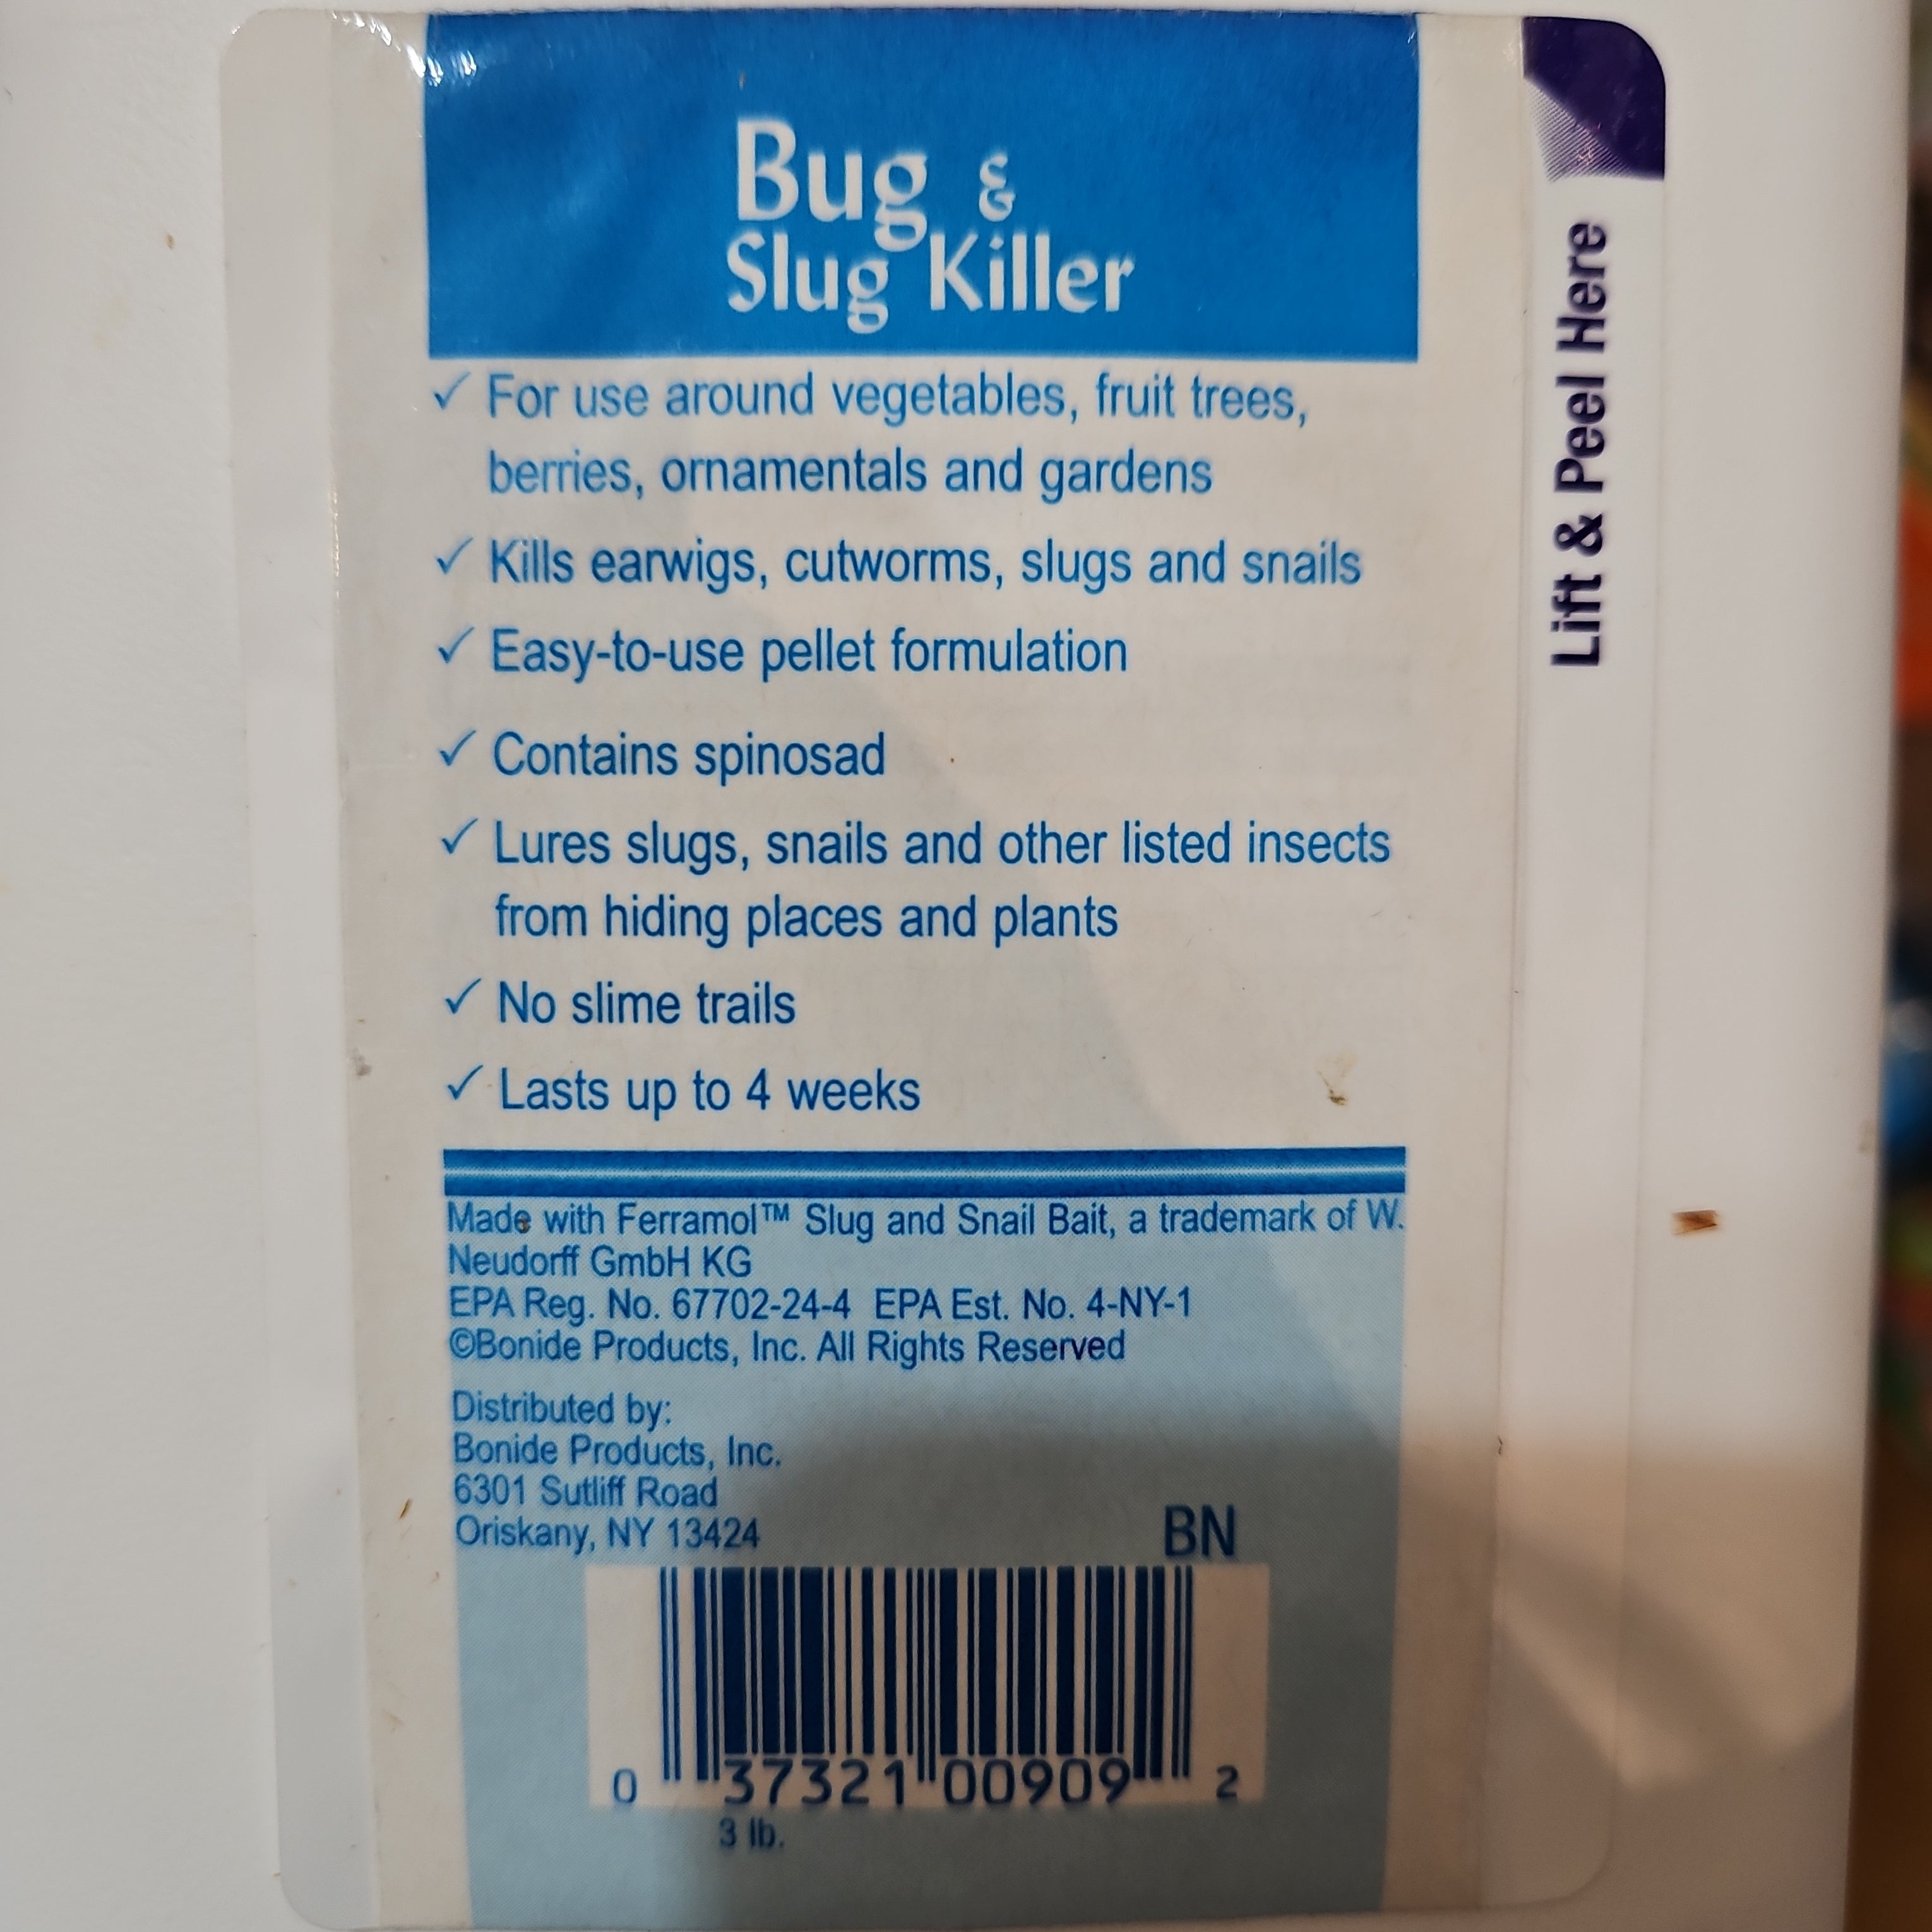 Bug &
Slug Killer
✓ For use around vegetables, fruit trees,
berries, ornamentals and gardens
✓ Kills earwigs, cutworms, slugs and snails
✓ Easy-to-use pellet formulation
✓ Contains spinosad
✓ Lures slugs, snails and other listed insects
from hiding places and plants
✓ No slime trails
✓ Lasts up to 4 weeks
Made with Ferramol™ Slug and Snail Bait, a trademark of W.
Neudorff GmbH KG
EPA Reg. No. 67702-24-4 EPA Est. No. 4-NY-1
©Bonide Products, Inc. All Rights Reserved
Distributed by:
Bonide Products, Inc.
6301 Sutliff Road
Oriskany, NY 13424
BN
0 37321 00909 2
3 lb.
Lift & Peel Here